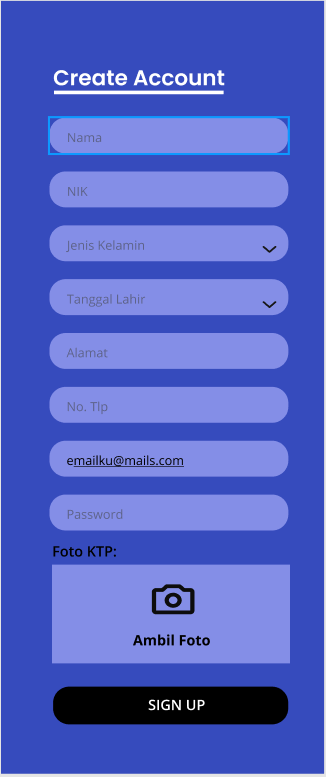 Create Account
Nama
NIK
Jenis Kelamin
Tanggal Lahir
Alamat
No. Tlp
emailku@mails.com
Password
Foto KTP:
Ambil Foto
SIGN UP